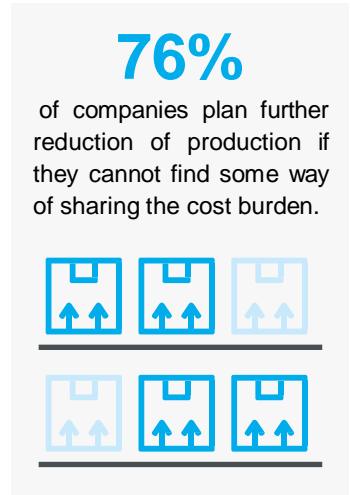 76%
of companies plan further
reduction of production if
they cannot find some way
of sharing the cost burden.